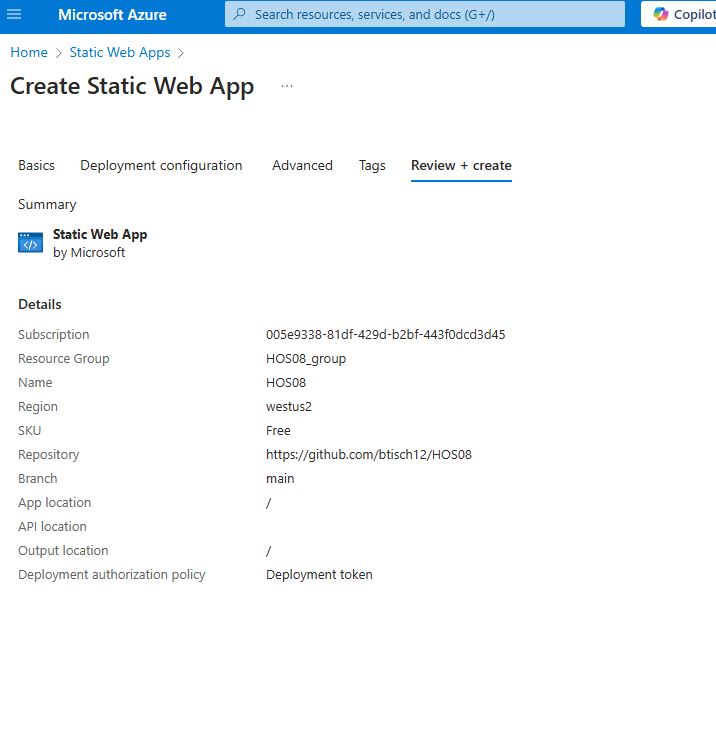 Microsoft Azure
Search resources, services, and docs (G+/)
Copilot
Home > Static Web Apps >
Create Static Web App ...
Basics Deployment configuration Advanced Tags Review + create
Summary
Static Web App
by Microsoft
Details
Subscription 005e9338-81df-429d-b2bf-443f0dcd3d45
Resource Group HOS08_group
Name HOS08
Region westus2
SKU Free
Repository https://github.com/btisch12/HOS08
Branch main
App location /
API location
Output location /
Deployment authorization policy Deployment token